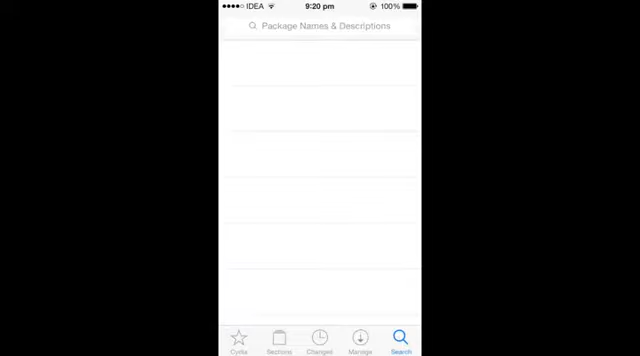 IDEA 9:20 pm 100%
Package Names & Descriptions
Cydia Sections Changed Manage Search